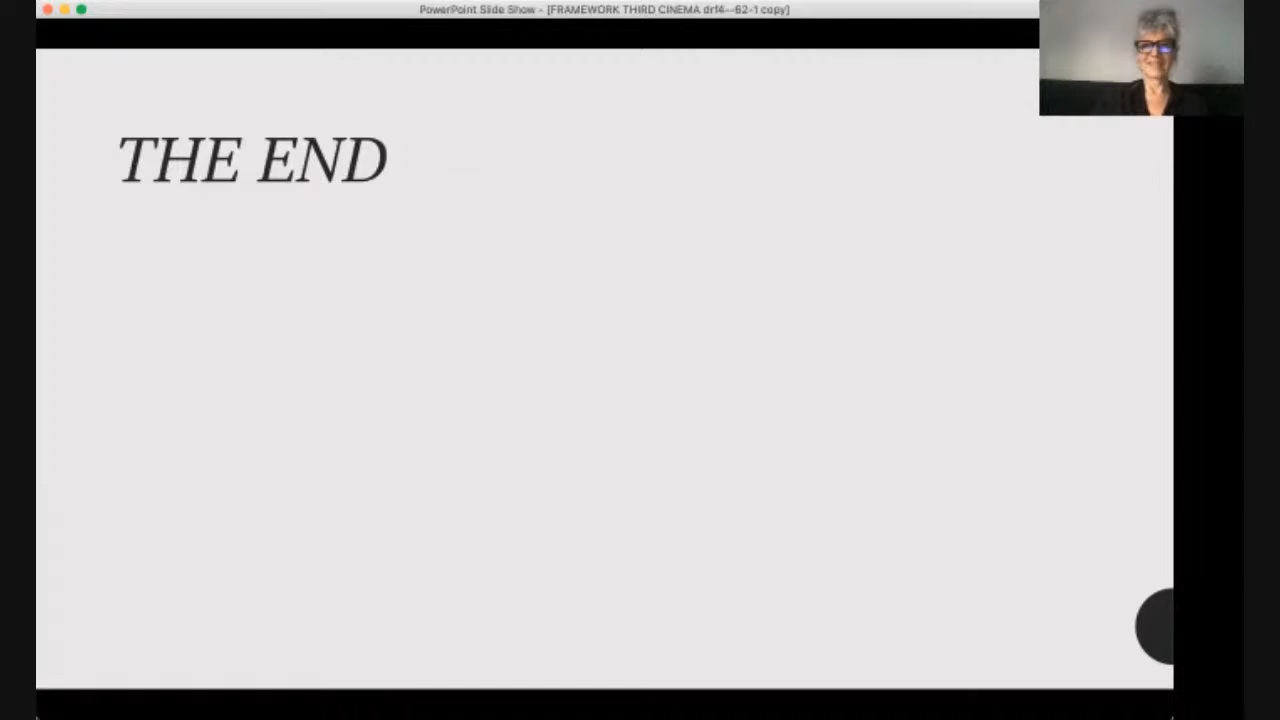 PowerPoint Slide Show - [FRAMEWORK THIRD CINEMA drf4--62-1 copy]
THE END